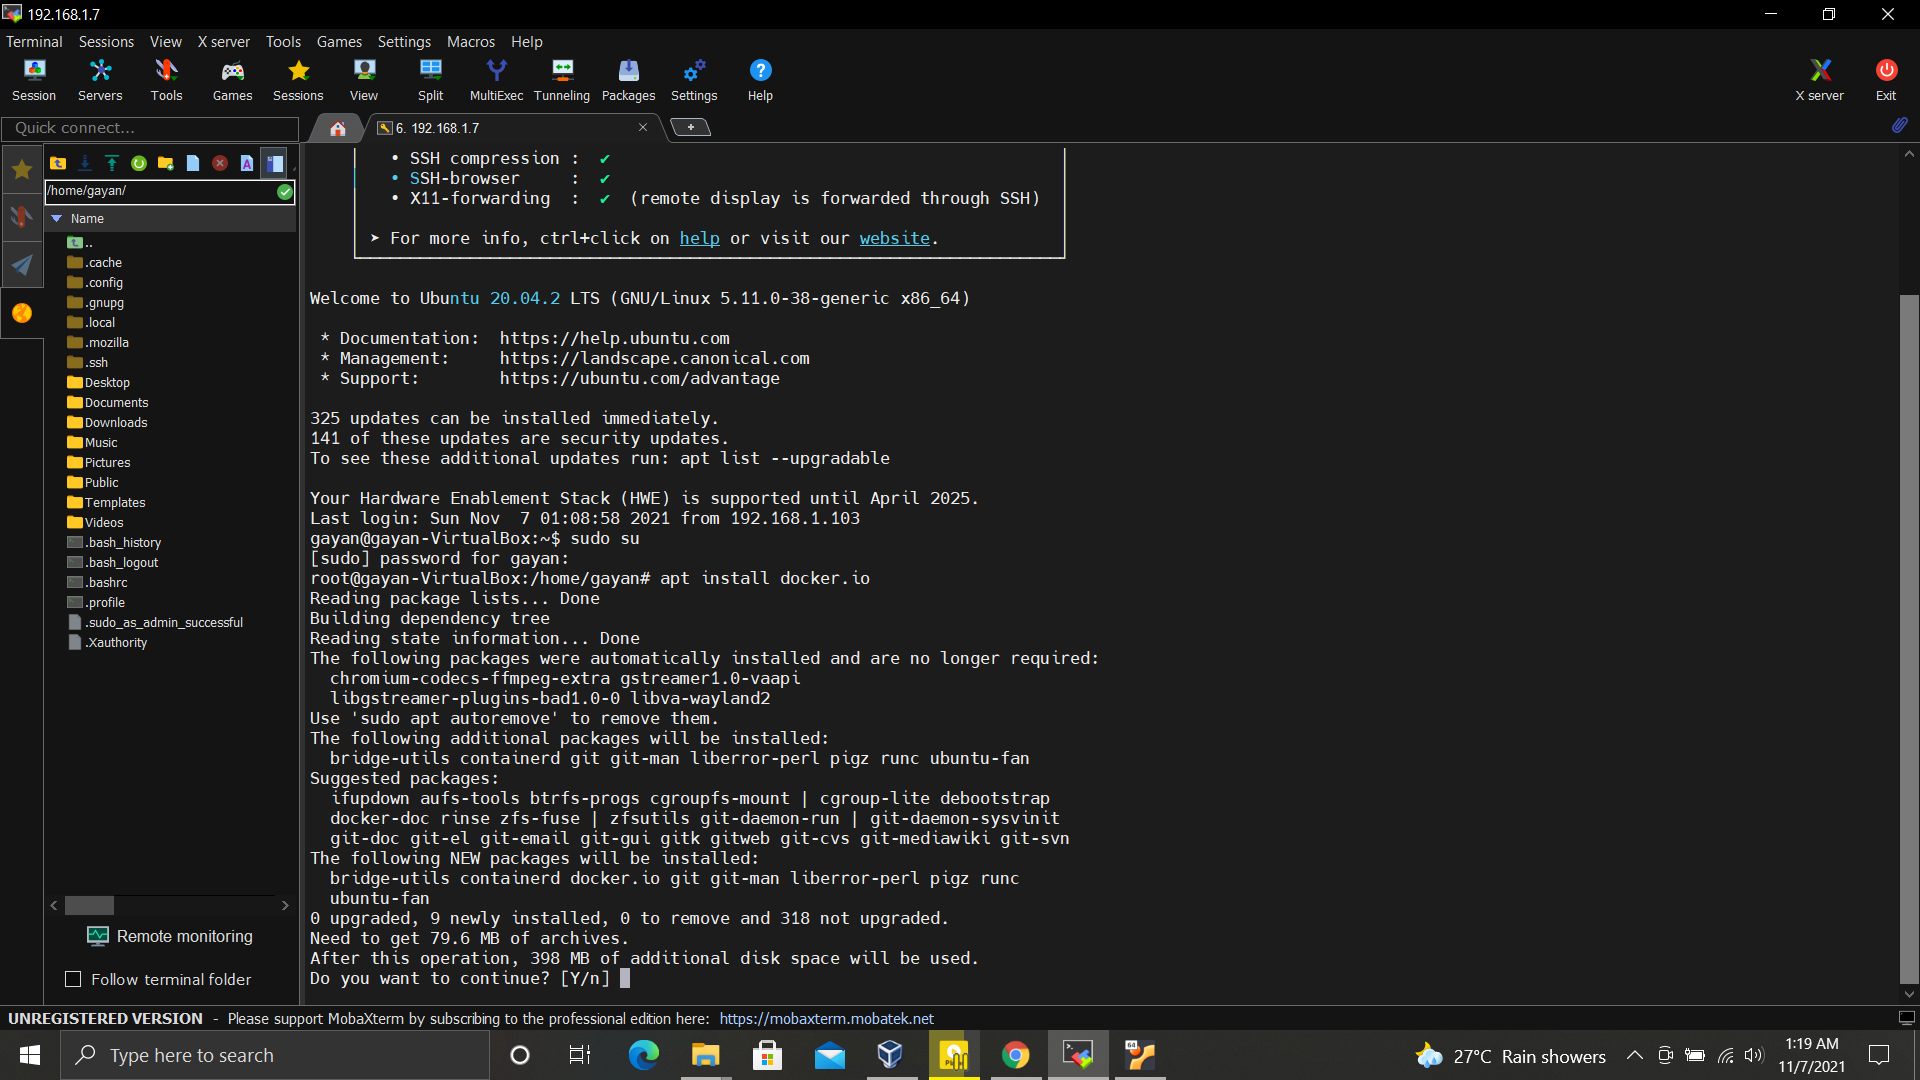 192.168.1.7
Terminal Sessions View X server Tools Games Settings Macros Help
Session Servers Tools Games Sessions View Split MultiExec Tunneling Packages Settings Help X server Exit
Quick connect...
6. 192.168.1.7
/home/gayan/
Name
..
.cache
.config
.gnupg
.local
.mozilla
.ssh
Desktop
Documents
Downloads
Music
Pictures
Public
Templates
Videos
.bash_history
.bash_logout
.bashrc
.profile
.sudo_as_admin_successful
.Xauthority
Remote monitoring
Follow terminal folder
• SSH compression : ✔
• SSH-browser : ✔
• X11-forwarding : ✔ (remote display is forwarded through SSH)
➤ For more info, ctrl+click on help or visit our website.
Welcome to Ubuntu 20.04.2 LTS (GNU/Linux 5.11.0-38-generic x86_64)
* Documentation: https://help.ubuntu.com
* Management: https://landscape.canonical.com
* Support: https://ubuntu.com/advantage
325 updates can be installed immediately.
141 of these updates are security updates.
To see these additional updates run: apt list --upgradable
Your Hardware Enablement Stack (HWE) is supported until April 2025.
Last login: Sun Nov  7 01:08:58 2021 from 192.168.1.103
gayan@gayan-VirtualBox:~$ sudo su
[sudo] password for gayan:
root@gayan-VirtualBox:/home/gayan# apt install docker.io
Reading package lists... Done
Building dependency tree
Reading state information... Done
The following packages were automatically installed and are no longer required:
chromium-codecs-ffmpeg-extra gstreamer1.0-vaapi
libgstreamer-plugins-bad1.0-0 libva-wayland2
Use 'sudo apt autoremove' to remove them.
The following additional packages will be installed:
bridge-utils containerd git git-man liberror-perl pigz runc ubuntu-fan
Suggested packages:
ifupdown aufs-tools btrfs-progs cgroupfs-mount | cgroup-lite debootstrap
docker-doc rinse zfs-fuse | zfsutils git-daemon-run | git-daemon-sysvinit
git-doc git-el git-email git-gui gitk gitweb git-cvs git-mediawiki git-svn
The following NEW packages will be installed:
bridge-utils containerd docker.io git git-man liberror-perl pigz runc
ubuntu-fan
0 upgraded, 9 newly installed, 0 to remove and 318 not upgraded.
Need to get 79.6 MB of archives.
After this operation, 398 MB of additional disk space will be used.
Do you want to continue? [Y/n]
UNREGISTERED VERSION - Please support MobaXterm by subscribing to the professional edition here: https://mobaxterm.mobatek.net
Type here to search
27°C Rain showers
1:19 AM
11/7/2021